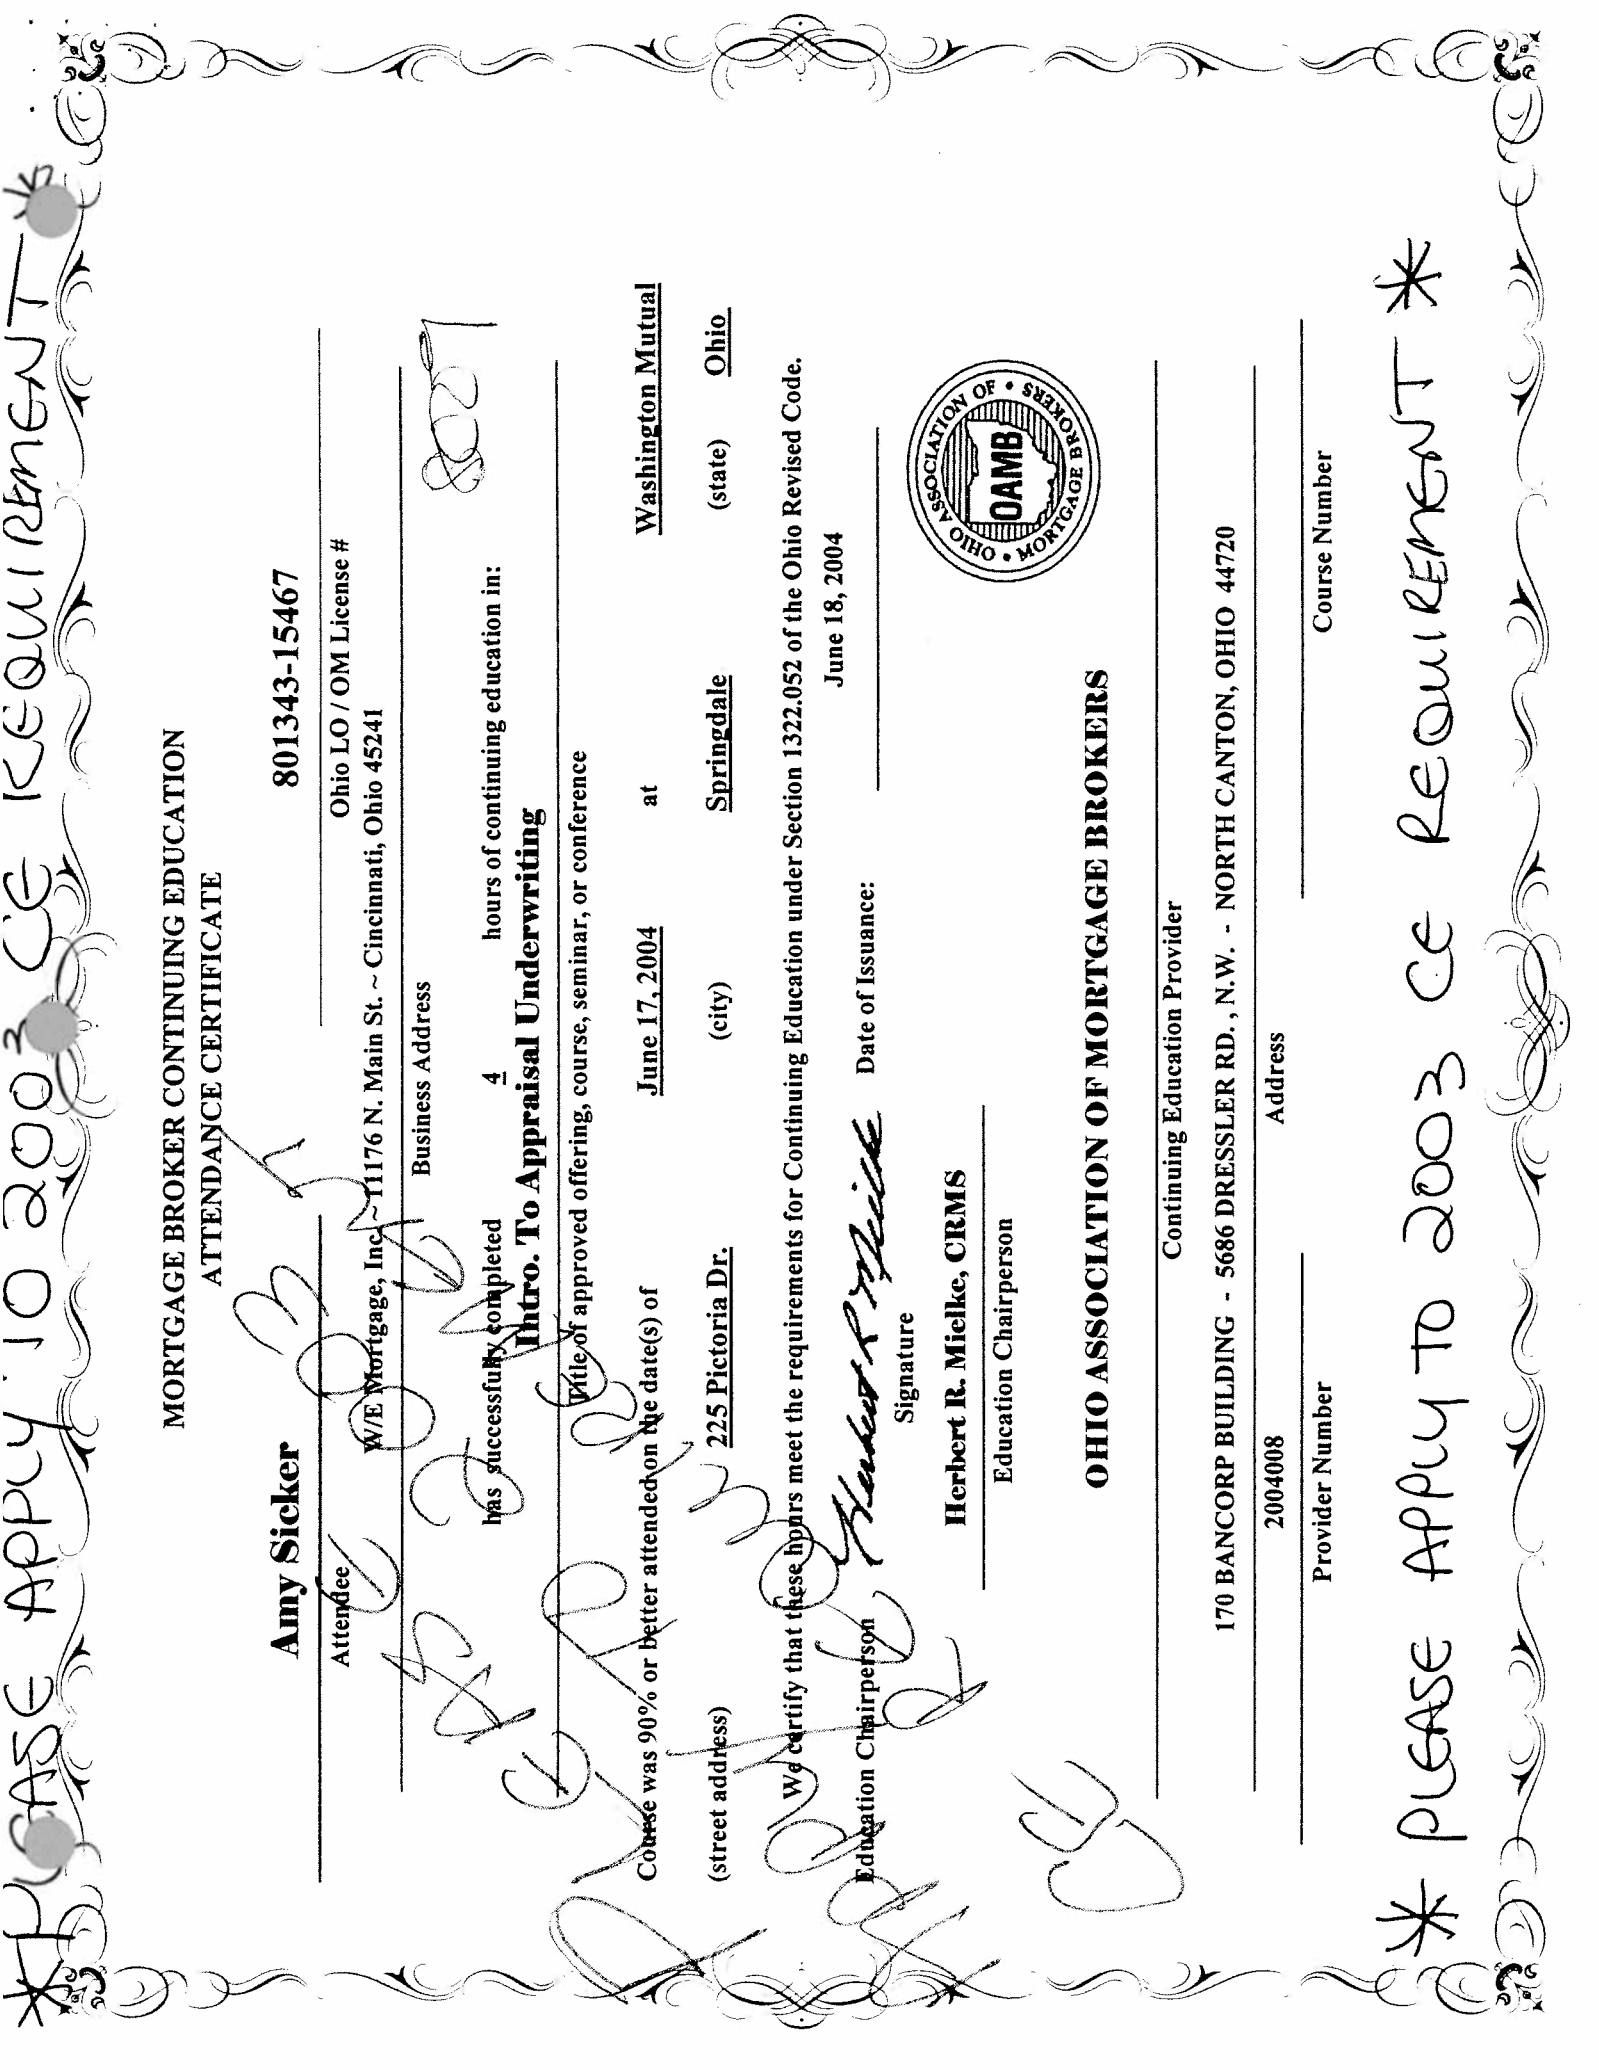 * PLEASE APPLY TO 2003 CE REQUIREMENT *
MORTGAGE BROKER CONTINUING EDUCATION
ATTENDANCE CERTIFICATE
Amy Sicker 801343-15467
Attendee Ohio LO / OM License #
W/E Mortgage, Inc. ~ 11176 N. Main St. ~ Cincinnati, Ohio 45241
Business Address
has successfully completed 4 hours of continuing education in:
Intro. To Appraisal Underwriting
Title of approved offering, course, seminar, or conference
Course was 90% or better attended on the date(s) of June 17, 2004 at Washington Mutual
225 Pictoria Dr. Springdale Ohio
(street address) (city) (state)
We certify that these hours meet the requirements for Continuing Education under Section 1322.052 of the Ohio Revised Code.
June 18, 2004
Education Chairperson Herbert R Mielke Date of Issuance:
Signature
Herbert R. Mielke, CRMS
Education Chairperson
OHIO ASSOCIATION OF • MORTGAGE BROKERS •
OAMB
OHIO ASSOCIATION OF MORTGAGE BROKERS
Continuing Education Provider
170 BANCORP BUILDING - 5686 DRESSLER RD., N.W. - NORTH CANTON, OHIO 44720
Address
2004008
Provider Number Course Number
* PLEASE APPLY TO 2003 CE REQUIREMENT *